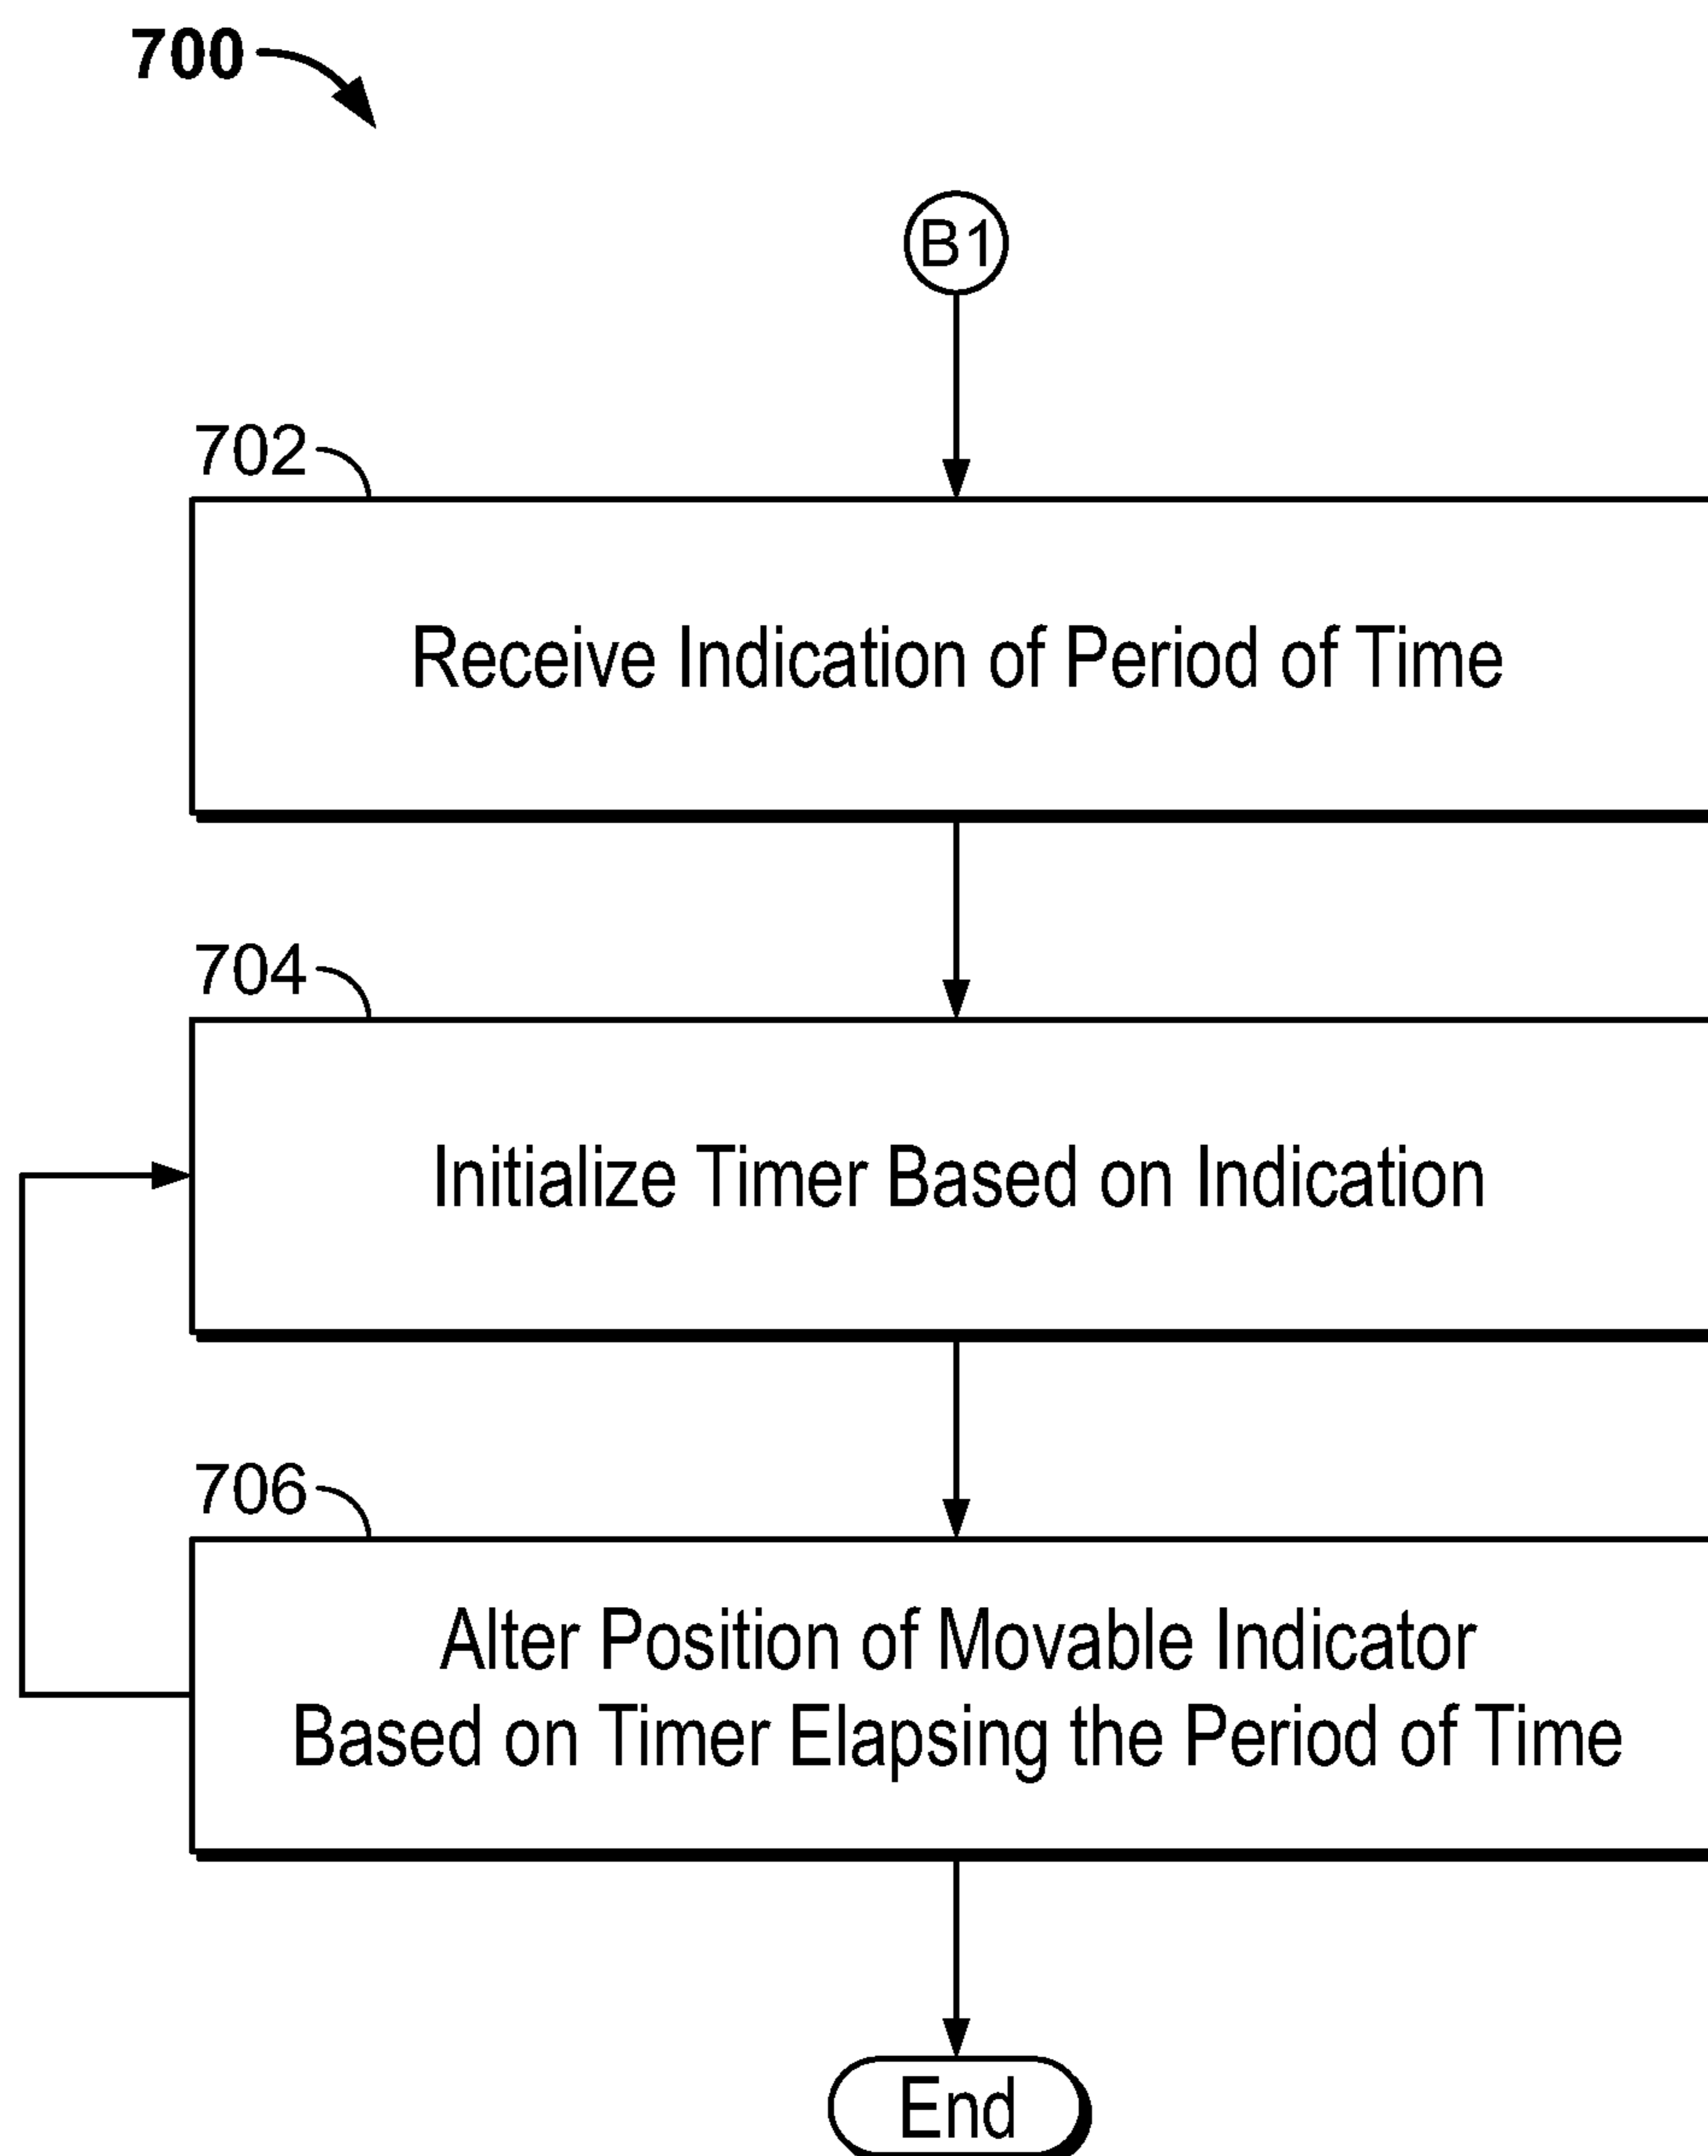 700
B1
702
Receive Indication of Period of Time
704
Initialize Timer Based on Indication
706
Alter Position of Movable Indicator
Based on Timer Elapsing the Period of Time
End